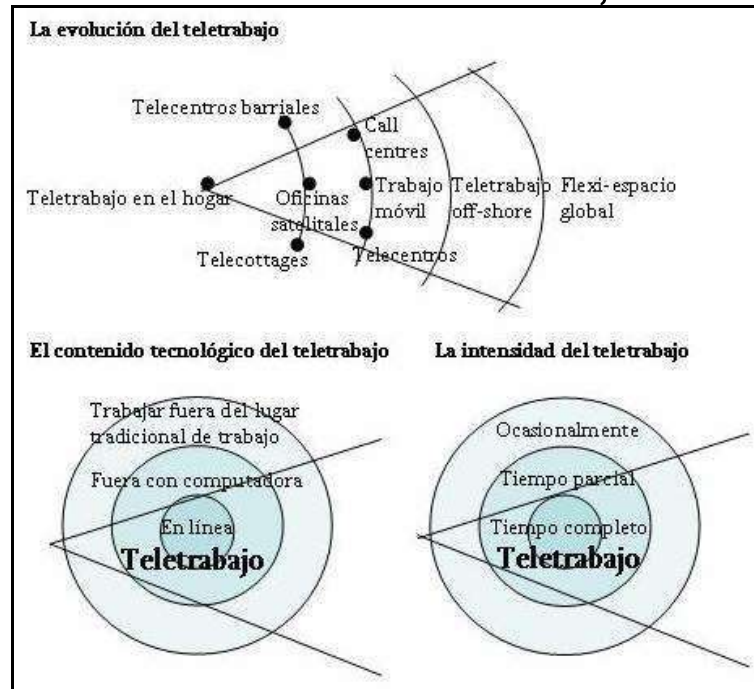 La evolución del teletrabajo
Telecentros barriales
Call
centres
Teletrabajo en el hogar
Oficinas
satelitales
Trabajo
móvil
Teletrabajo
off-shore
Flexi-espacio
global
Telecottages
Telecentros
El contenido tecnológico del teletrabajo
Trabajar fuera del lugar
tradicional de trabajo
Fuera con computadora
En línea
Teletrabajo
La intensidad del teletrabajo
Ocasionalmente
Tiempo parcial
Tiempo completo
Teletrabajo